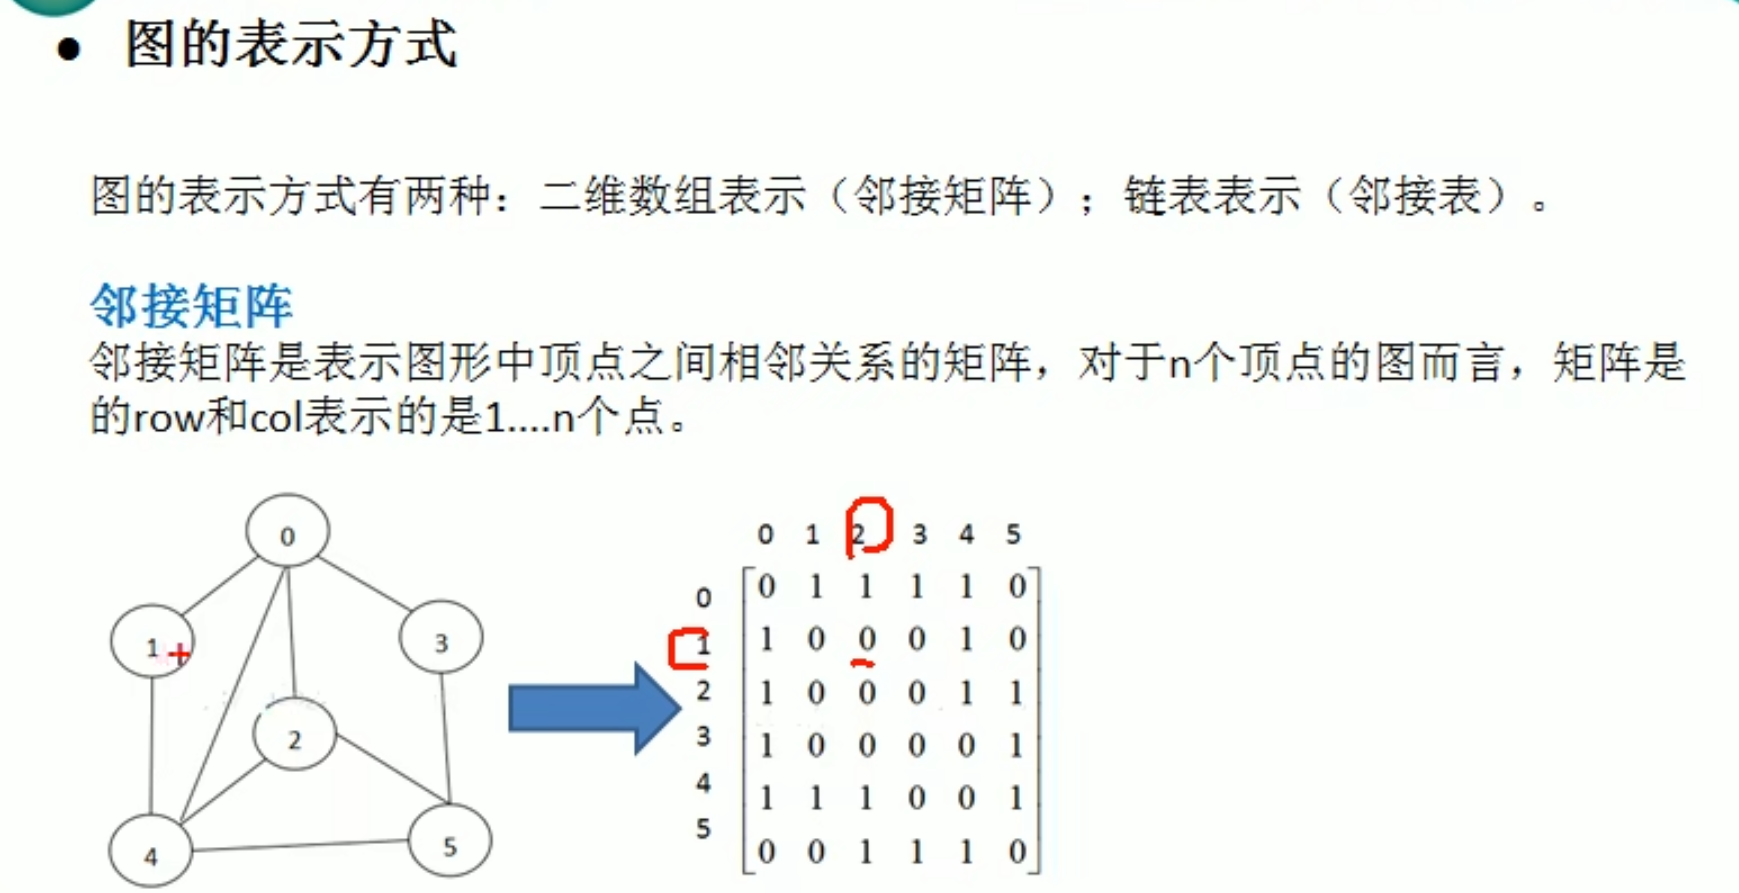 ● 图的表示方式
图的表示方式有两种：二维数组表示（邻接矩阵）；链表表示（邻接表）。
邻接矩阵
邻接矩阵是表示图形中顶点之间相邻关系的矩阵，对于n个顶点的图而言，矩阵是
的row和col表示的是1....n个点。
0
1
3
2
4
5
0 1 2 3 4 5
0 0 1 1 1 1 0
1 1 0 0 0 1 0
2 1 0 0 0 1 1
3 1 0 0 0 0 1
4 1 1 1 0 0 1
5 0 0 1 1 1 0